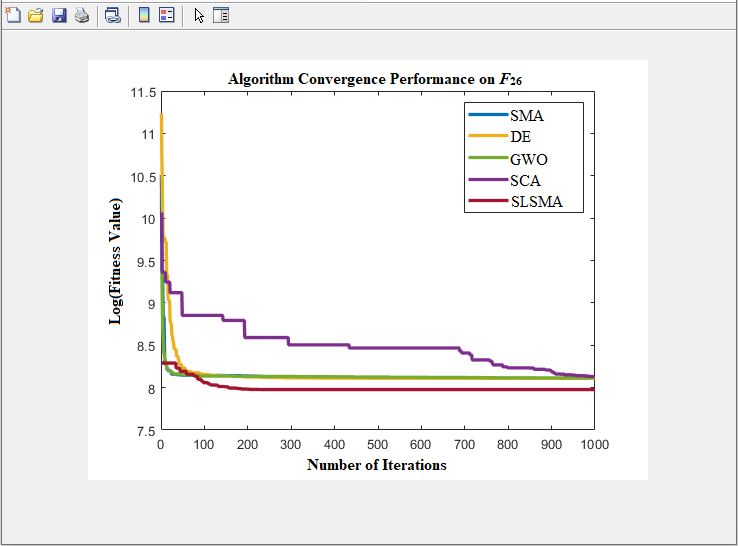 Algorithm Convergence Performance on F26
11.5
11
10.5
10
9.5
9
8.5
8
7.5
Log(Fitness Value)
SMA
DE
GWO
SCA
SLSMA
0 100 200 300 400 500 600 700 800 900 1000
Number of Iterations